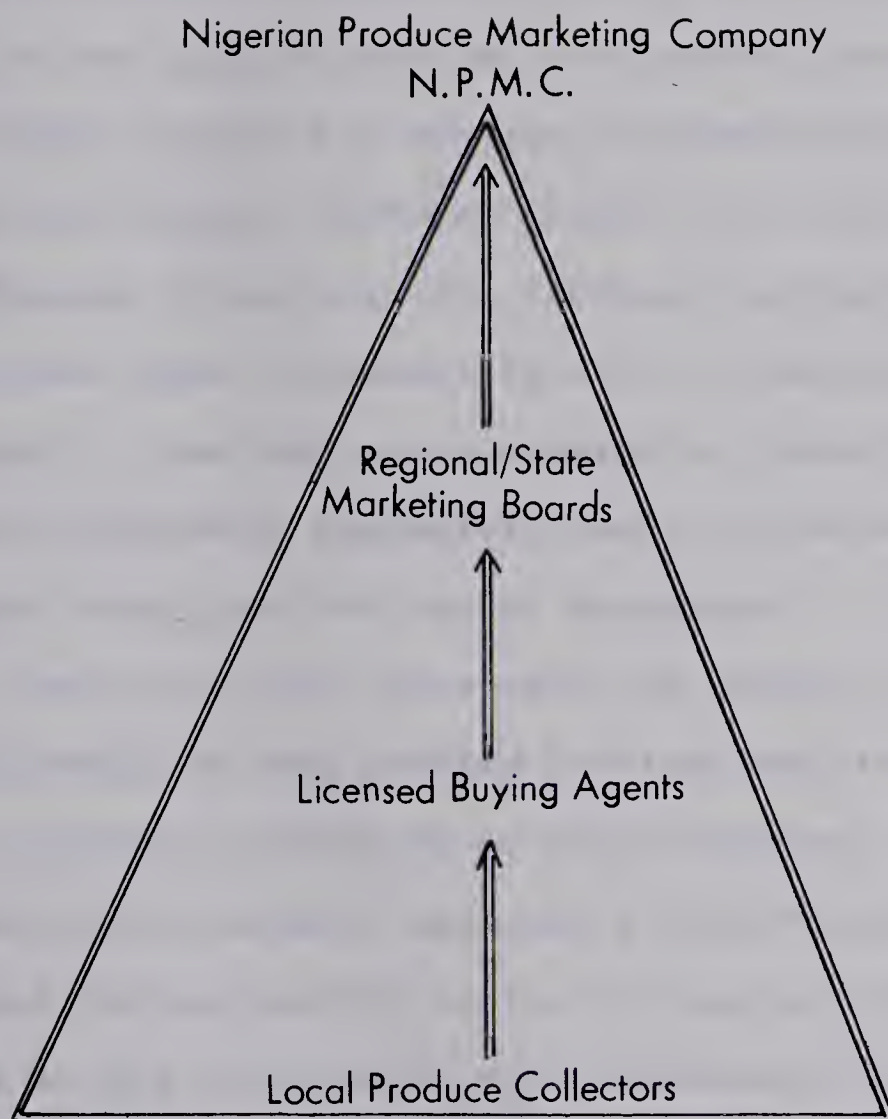 Nigerian Produce Marketing Company
N.P.M.C.
Regional/State
Marketing Boards
Licensed Buying Agents
Local Produce Collectors